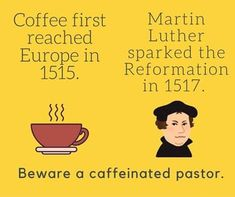 Coffee first
reached
Europe in
1515.
Martin
Luther
sparked the
Reformation
in 1517.
Beware a caffeinated pastor.